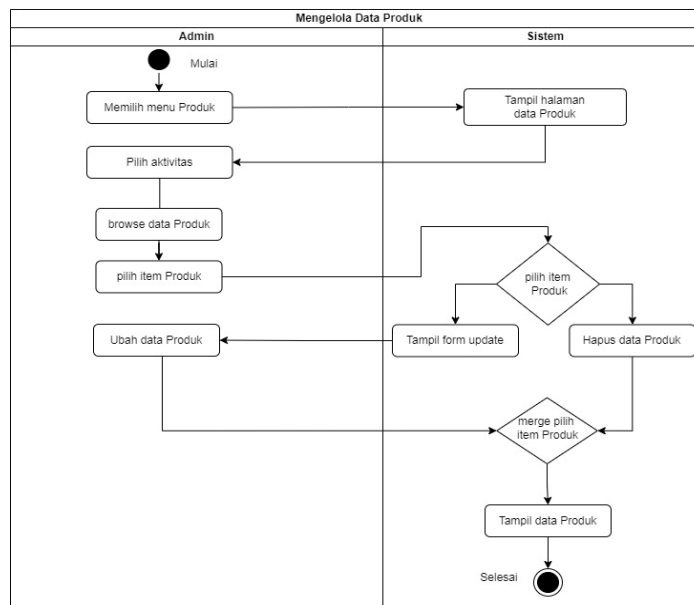 Mengelola Data Produk
Admin
Sistem
Mulai
Memilih menu Produk
Tampil halaman
data Produk
Pilih aktivitas
browse data Produk
pilih item Produk
pilih item
Produk
Ubah data Produk
Tampil form update
Hapus data Produk
merge pilih
item Produk
Tampil data Produk
Selesai